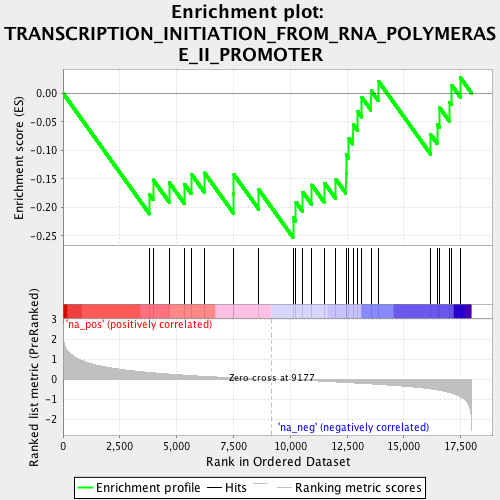 Enrichment plot:
TRANSCRIPTION_INITIATION_FROM_RNA_POLYMERAS
E_II_PROMOTER
Enrichment score (ES)
0.00
-0.05
-0.10
-0.15
-0.20
-0.25
Ranked list metric (PreRanked)
3
2
1
0
-1
-2
'na_pos' (positively correlated)
Zero cross at 9177
'na_neg' (negatively correlated)
0
2,500
5,000
7,500
10,000
12,500
15,000
17,500
Rank in Ordered Dataset
Enrichment profile
Hits
Ranking metric scores